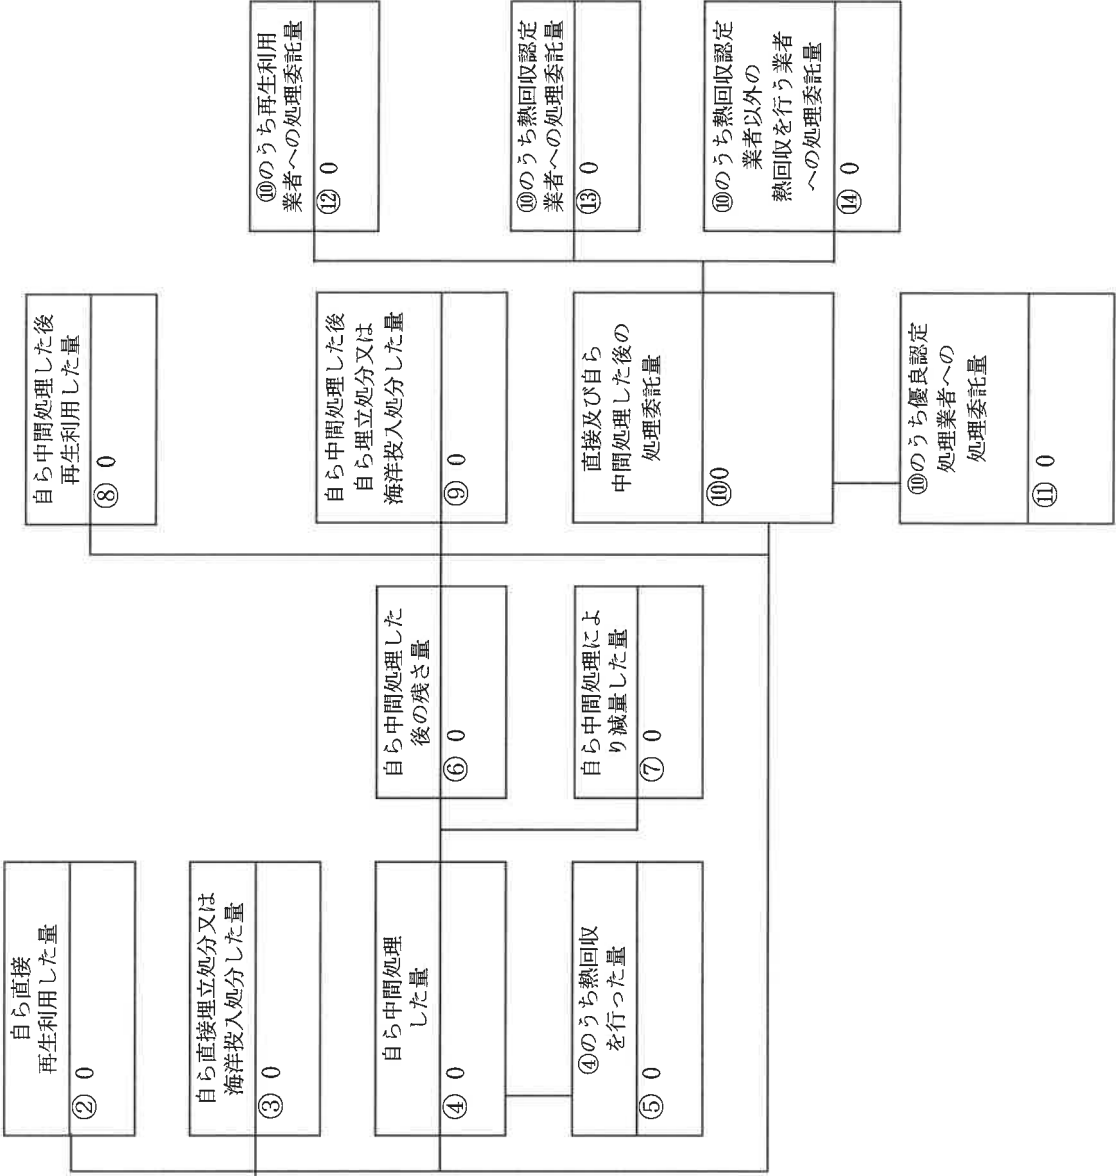 自ら直接
再生利用した量
② 0
自ら直接埋立処分又は
海洋投入処分した量
③ 0
自ら中間処理
した量
④ 0
④のうち熱回収
を行った量
⑤ 0
自ら中間処理した
後の残さ量
⑥ 0
自ら中間処理によ
り減量した量
⑦ 0
自ら中間処理した後
再生利用した量
⑧ 0
自ら中間処理した後
自ら埋立処分又は
海洋投入処分した量
⑨ 0
直接及び自ら
中間処理した後の
処理委託量
⑩0
⑩のうち優良認定
処理業者への
処理委託量
⑪ 0
⑩のうち再生利用
業者への処理委託量
⑫ 0
⑩のうち熱回収認定
業者への処理委託量
⑬ 0
⑩のうち熱回収認定
業者以外の
熱回収を行う業者
への処理委託量
⑭ 0